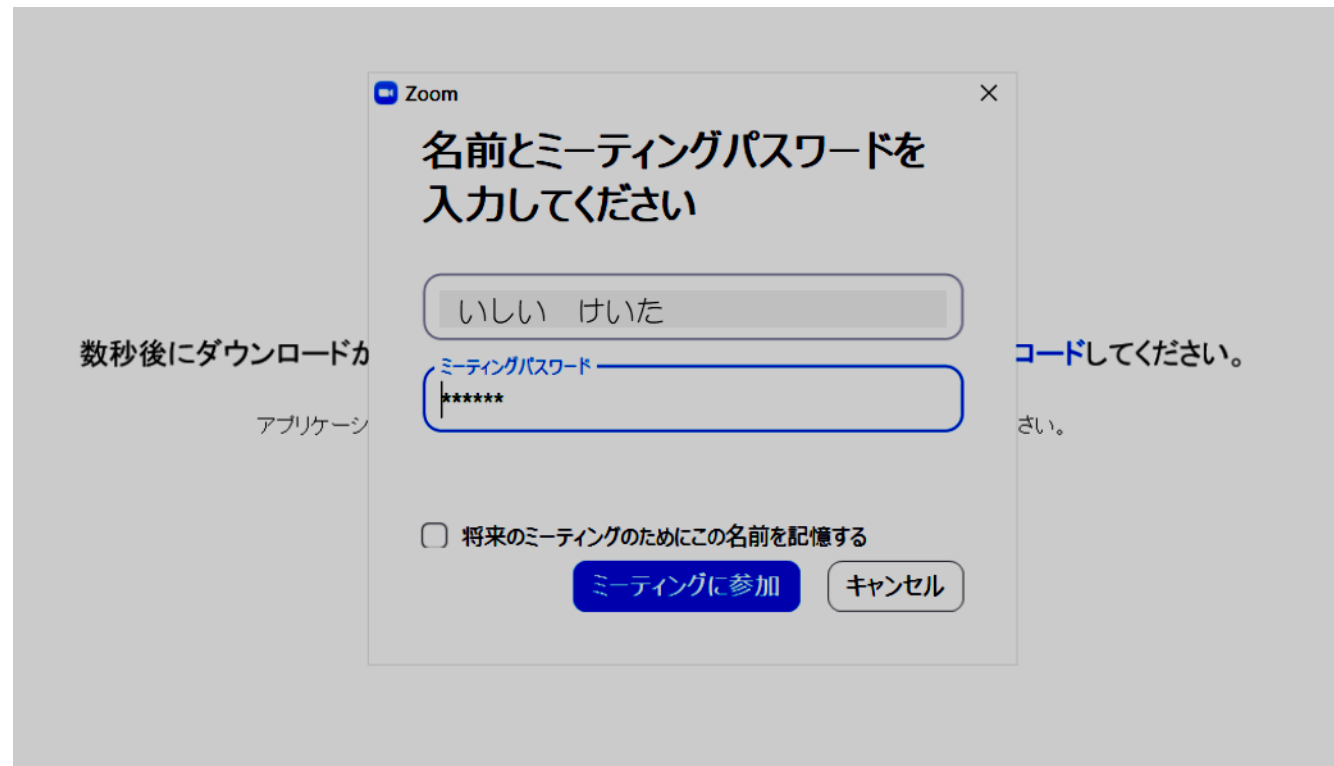 Zoom
名前とミーティングパスワードを
入力してください
いしい　けいた
数秒後にダウンロードが
コードしてください。
ミーティングパスワード
******
アプリケーシ
さい。
将来のミーティングのためにこの名前を記憶する
ミーティングに参加
キャンセル